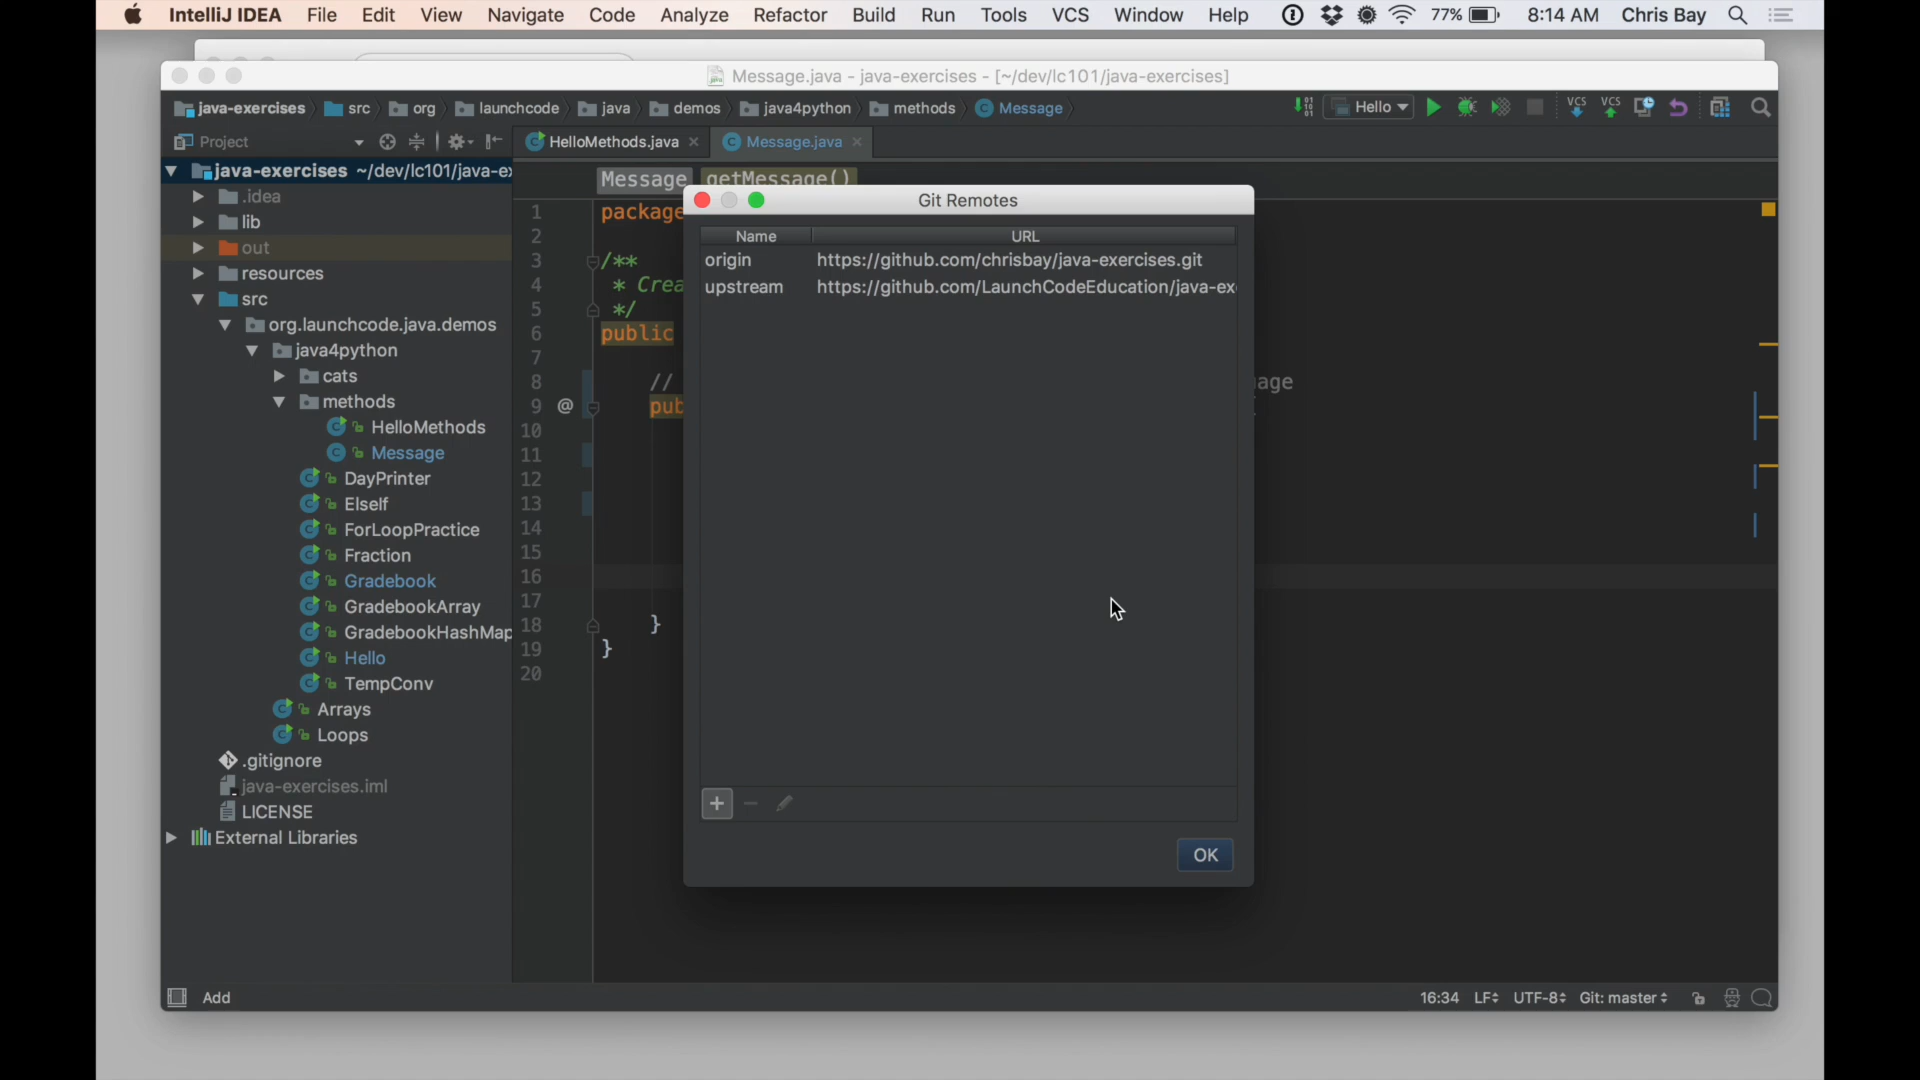 IntelliJ IDEA File Edit View Navigate Code Analyze Refactor Build Run Tools VCS Window Help 77% 8:14 AM Chris Bay
Message.java - java-exercises - [~/dev/lc101/java-exercises]
java-exercises src org launchcode java demos java4python methods Message Hello VCS VCS
Project HelloMethods.java Message.java
java-exercises ~/dev/lc101/java-ex
Message getMessage()
.idea
lib
out
resources
src
org.launchcode.java.demos
java4python
cats
methods
HelloMethods
Message
DayPrinter
ElseIf
ForLoopPractice
Fraction
Gradebook
GradebookArray
GradebookHashMap
Hello
TempConv
Arrays
Loops
.gitignore
java-exercises.iml
LICENSE
External Libraries
1 package
2
3 /**
4 * Crea
5 */
6 public
7
8 // age
9 @ pub {
10
11
12
13
14
15
16
17
18 }
19 }
20
Git Remotes
Name URL
origin https://github.com/chrisbay/java-exercises.git
upstream https://github.com/LaunchCodeEducation/java-ex
OK
Add 16:34 LF UTF-8 Git: master